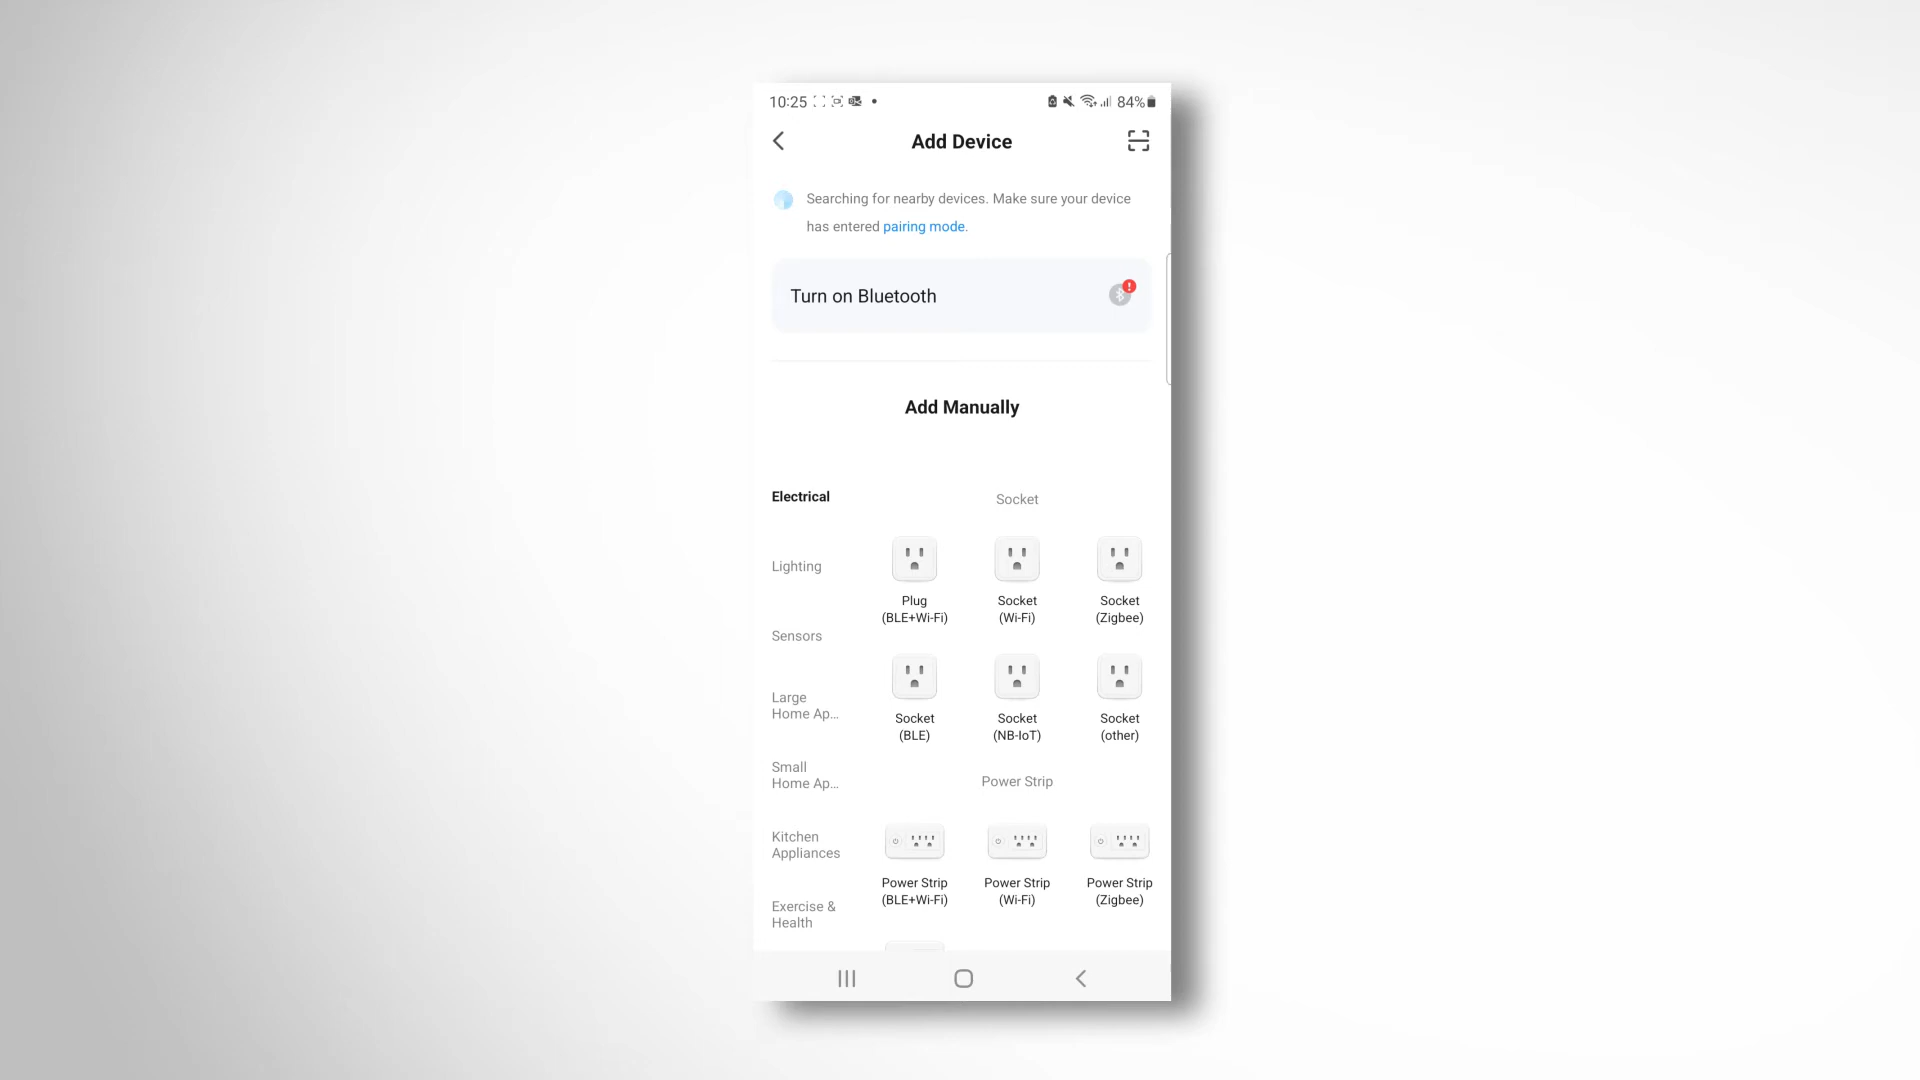 10:25
84%
Add Device
Searching for nearby devices. Make sure your device
has entered pairing mode.
Turn on Bluetooth
Add Manually
Electrical
Socket
Lighting
Plug
(BLE+Wi-Fi)
Socket
(Wi-Fi)
Socket
(Zigbee)
Sensors
Large
Home Ap...
Socket
(BLE)
Socket
(NB-IoT)
Socket
(other)
Small
Home Ap...
Power Strip
Kitchen
Appliances
Power Strip
(BLE+Wi-Fi)
Power Strip
(Wi-Fi)
Power Strip
(Zigbee)
Exercise &
Health